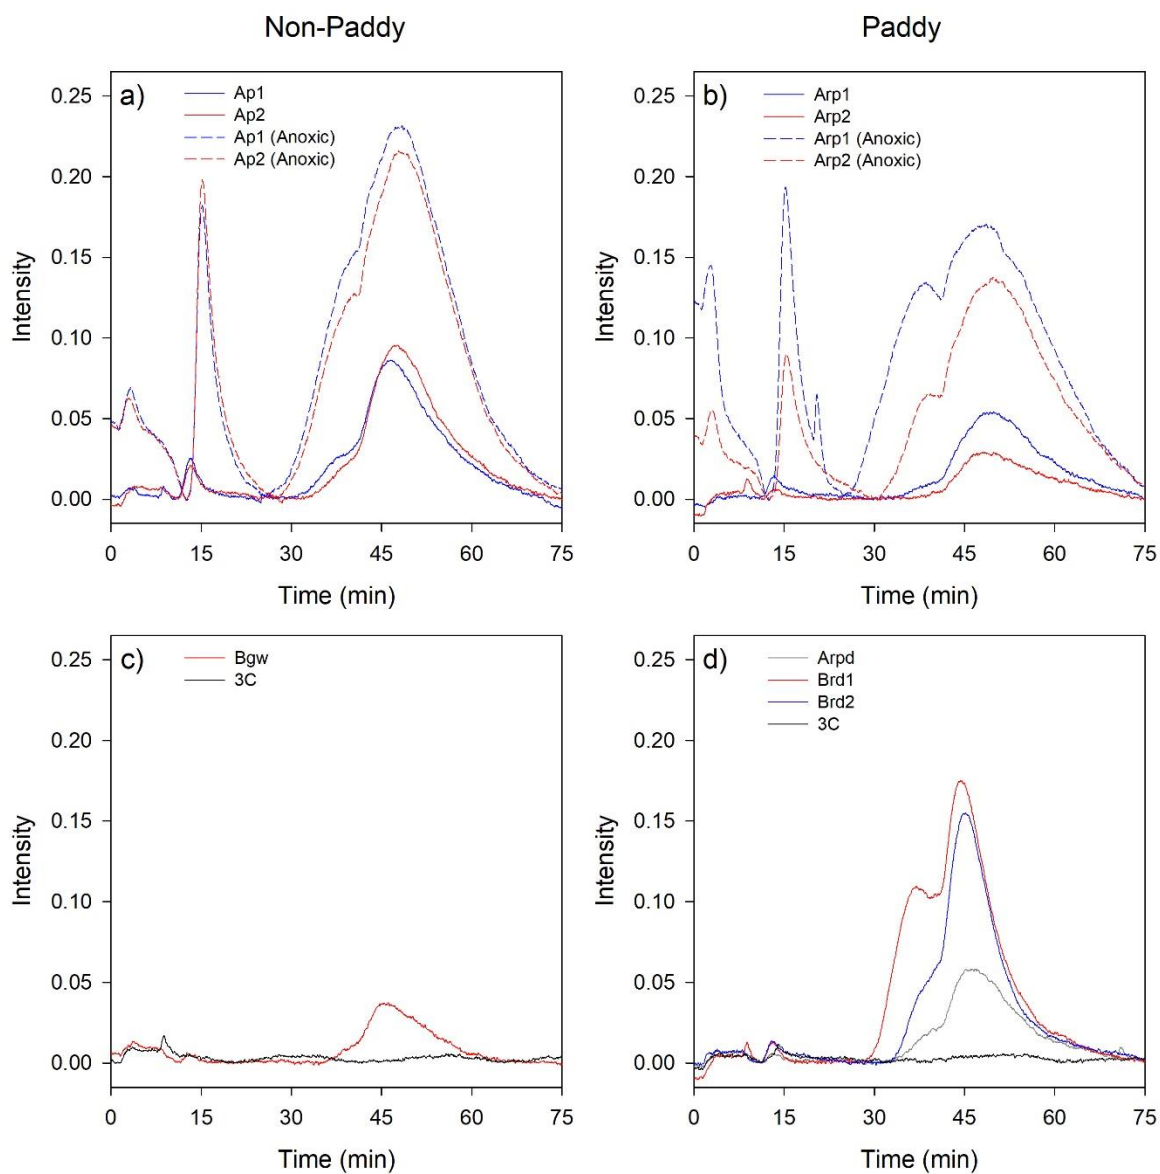 Non-Paddy
Paddy
a)
Ap1
Ap2
Ap1 (Anoxic)
Ap2 (Anoxic)
0.25
0.20
0.15
0.10
0.05
0.00
Intensity
0 15 30 45 60 75
Time (min)
b)
Arp1
Arp2
Arp1 (Anoxic)
Arp2 (Anoxic)
0.25
0.20
0.15
0.10
0.05
0.00
Intensity
0 15 30 45 60 75
Time (min)
c)
Bgw
3C
0.25
0.20
0.15
0.10
0.05
0.00
Intensity
0 15 30 45 60 75
Time (min)
d)
Arpd
Brd1
Brd2
3C
0.25
0.20
0.15
0.10
0.05
0.00
Intensity
0 15 30 45 60 75
Time (min)